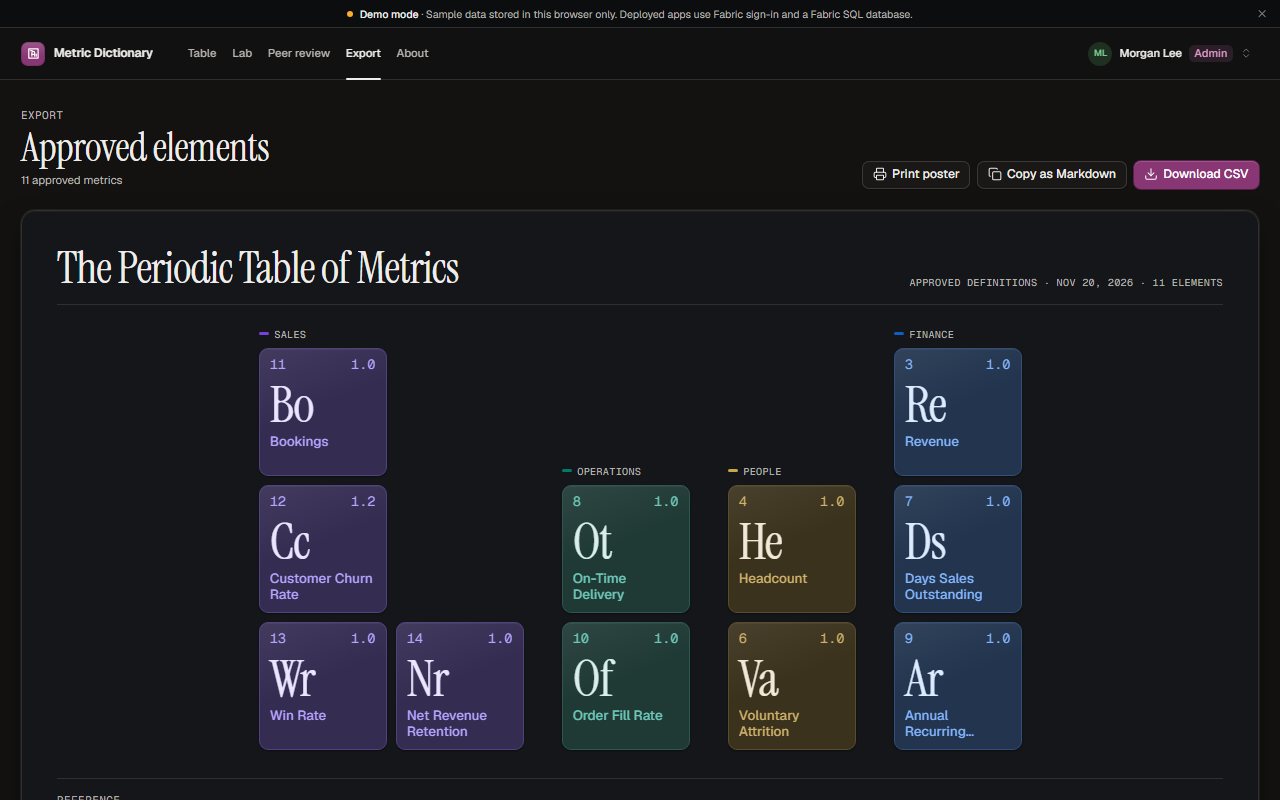 Demo mode · Sample data stored in this browser only. Deployed apps use Fabric sign-in and a Fabric SQL database.
Metric Dictionary
Table
Lab
Peer review
Export
About
ML
Morgan Lee
Admin
EXPORT
Approved elements
11 approved metrics
Print poster
Copy as Markdown
Download CSV
The Periodic Table of Metrics
APPROVED DEFINITIONS · NOV 20, 2026 · 11 ELEMENTS
SALES
FINANCE
11 1.0
Bo
Bookings
3 1.0
Re
Revenue
OPERATIONS
PEOPLE
12 1.2
Cc
Customer Churn
Rate
8 1.0
Ot
On-Time
Delivery
4 1.0
He
Headcount
7 1.0
Ds
Days Sales
Outstanding
13 1.0
Wr
Win Rate
14 1.0
Nr
Net Revenue
Retention
10 1.0
Of
Order Fill Rate
6 1.0
Va
Voluntary
Attrition
9 1.0
Ar
Annual
Recurring...
REFERENCE